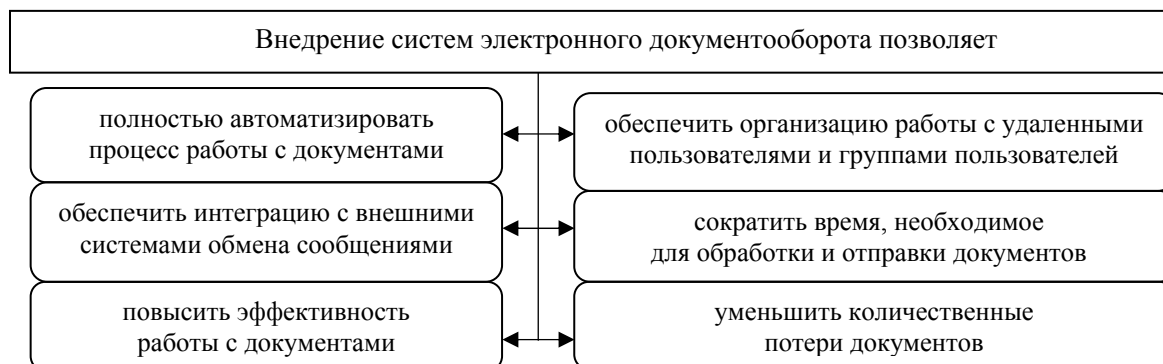 Внедрение систем электронного документооборота позволяет
полностью автоматизировать
процесс работы с документами
обеспечить организацию работы с удаленными
пользователями и группами пользователей
обеспечить интеграцию с внешними
системами обмена сообщениями
сократить время, необходимое
для обработки и отправки документов
повысить эффективность
работы с документами
уменьшить количественные
потери документов